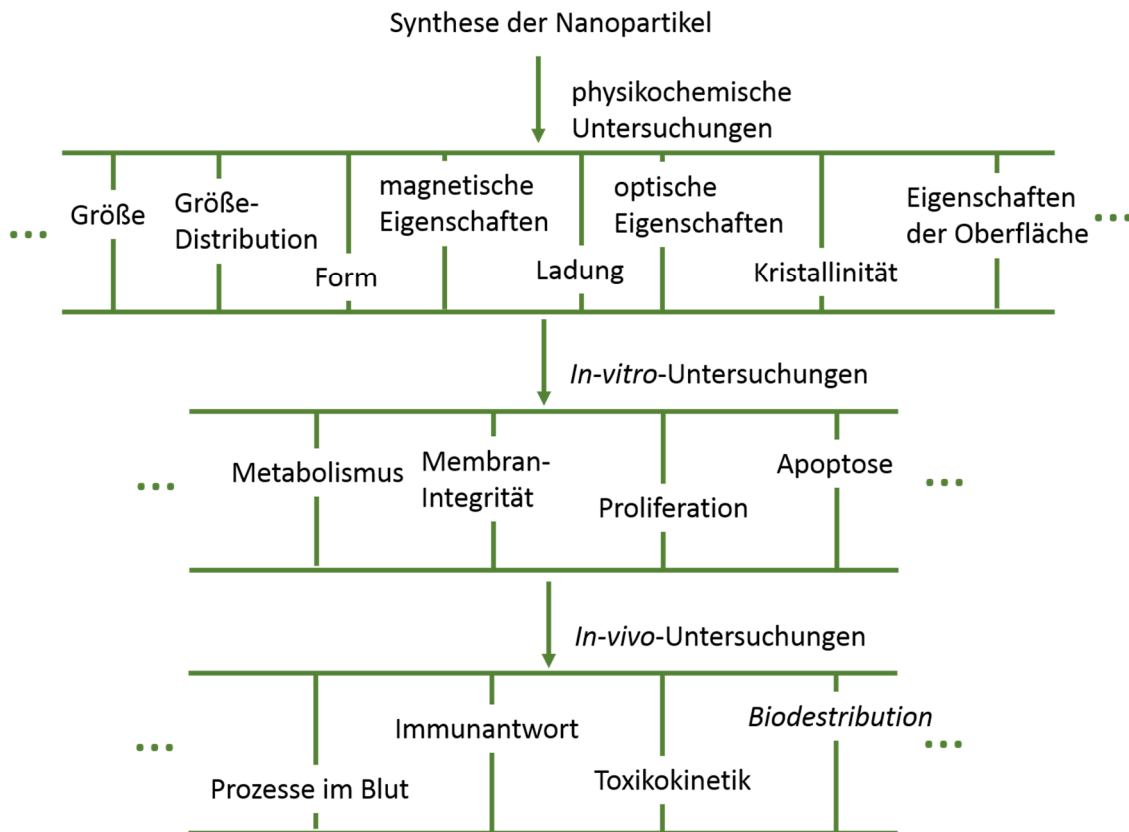 Synthese der Nanopartikel
physikochemische
Untersuchungen
Größe
Größe-
Distribution
Form
magnetische
Eigenschaften
Ladung
optische
Eigenschaften
Kristallinität
Eigenschaften
der Oberfläche
In-vitro-Untersuchungen
Metabolismus
Membran-
Integrität
Proliferation
Apoptose
In-vivo-Untersuchungen
Prozesse im Blut
Immunantwort
Toxikokinetik
Biodestribution